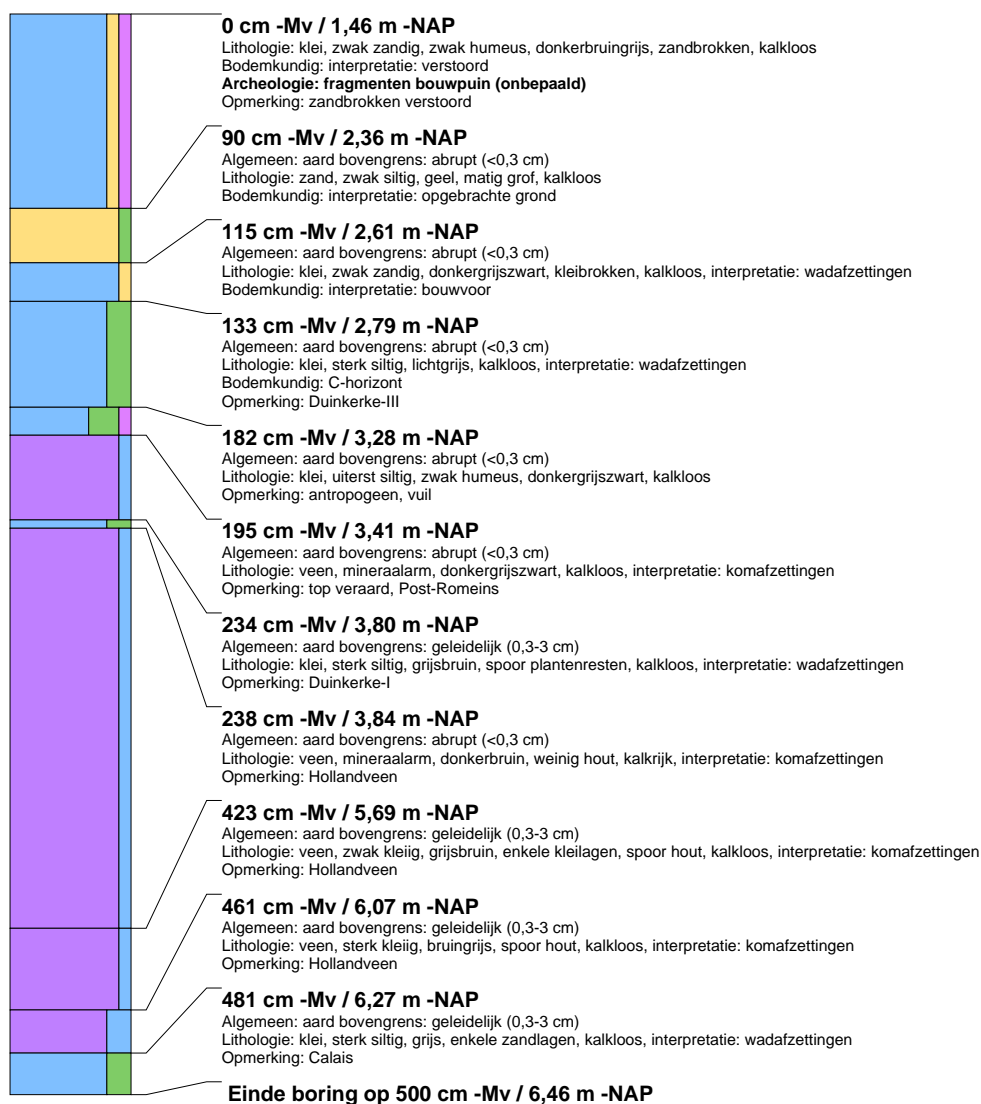 0 cm -Mv / 1,46 m -NAP
Lithologie: klei, zwak zandig, zwak humeus, donkerbruingrijs, zandbrokken, kalkloos
Bodemkundig: interpretatie: verstoord
Archeologie: fragmenten bouwpuin (onbepaald)
Opmerking: zandbrokken verstoord
90 cm -Mv / 2,36 m -NAP
Algemeen: aard bovengrens: abrupt (<0,3 cm)
Lithologie: zand, zwak siltig, geel, matig grof, kalkloos
Bodemkundig: interpretatie: opgebrachte grond
115 cm -Mv / 2,61 m -NAP
Algemeen: aard bovengrens: abrupt (<0,3 cm)
Lithologie: klei, zwak zandig, donkergrijszwart, kleibrokken, kalkloos, interpretatie: wadafzettingen
Bodemkundig: interpretatie: bouwvoor
133 cm -Mv / 2,79 m -NAP
Algemeen: aard bovengrens: abrupt (<0,3 cm)
Lithologie: klei, sterk siltig, lichtgrijs, kalkloos, interpretatie: wadafzettingen
Bodemkundig: C-horizont
Opmerking: Duinkerke-III
182 cm -Mv / 3,28 m -NAP
Algemeen: aard bovengrens: abrupt (<0,3 cm)
Lithologie: klei, uiterst siltig, zwak humeus, donkergrijszwart, kalkloos
Opmerking: antropogeen, vuil
195 cm -Mv / 3,41 m -NAP
Algemeen: aard bovengrens: abrupt (<0,3 cm)
Lithologie: veen, mineraalarm, donkergrijszwart, kalkloos, interpretatie: komafzettingen
Opmerking: top veraard, Post-Romeins
234 cm -Mv / 3,80 m -NAP
Algemeen: aard bovengrens: geleidelijk (0,3-3 cm)
Lithologie: klei, sterk siltig, grijsbruin, spoor plantenresten, kalkloos, interpretatie: wadafzettingen
Opmerking: Duinkerke-I
238 cm -Mv / 3,84 m -NAP
Algemeen: aard bovengrens: abrupt (<0,3 cm)
Lithologie: veen, mineraalarm, donkerbruin, weinig hout, kalkrijk, interpretatie: komafzettingen
Opmerking: Hollandveen
423 cm -Mv / 5,69 m -NAP
Algemeen: aard bovengrens: geleidelijk (0,3-3 cm)
Lithologie: veen, zwak kleiig, grijsbruin, enkele kleilagen, spoor hout, kalkloos, interpretatie: komafzettingen
Opmerking: Hollandveen
461 cm -Mv / 6,07 m -NAP
Algemeen: aard bovengrens: geleidelijk (0,3-3 cm)
Lithologie: veen, sterk kleiig, bruingrijs, spoor hout, kalkloos, interpretatie: komafzettingen
Opmerking: Hollandveen
481 cm -Mv / 6,27 m -NAP
Algemeen: aard bovengrens: geleidelijk (0,3-3 cm)
Lithologie: klei, sterk siltig, grijs, enkele zandlagen, kalkloos, interpretatie: wadafzettingen
Opmerking: Calais
Einde boring op 500 cm -Mv / 6,46 m -NAP